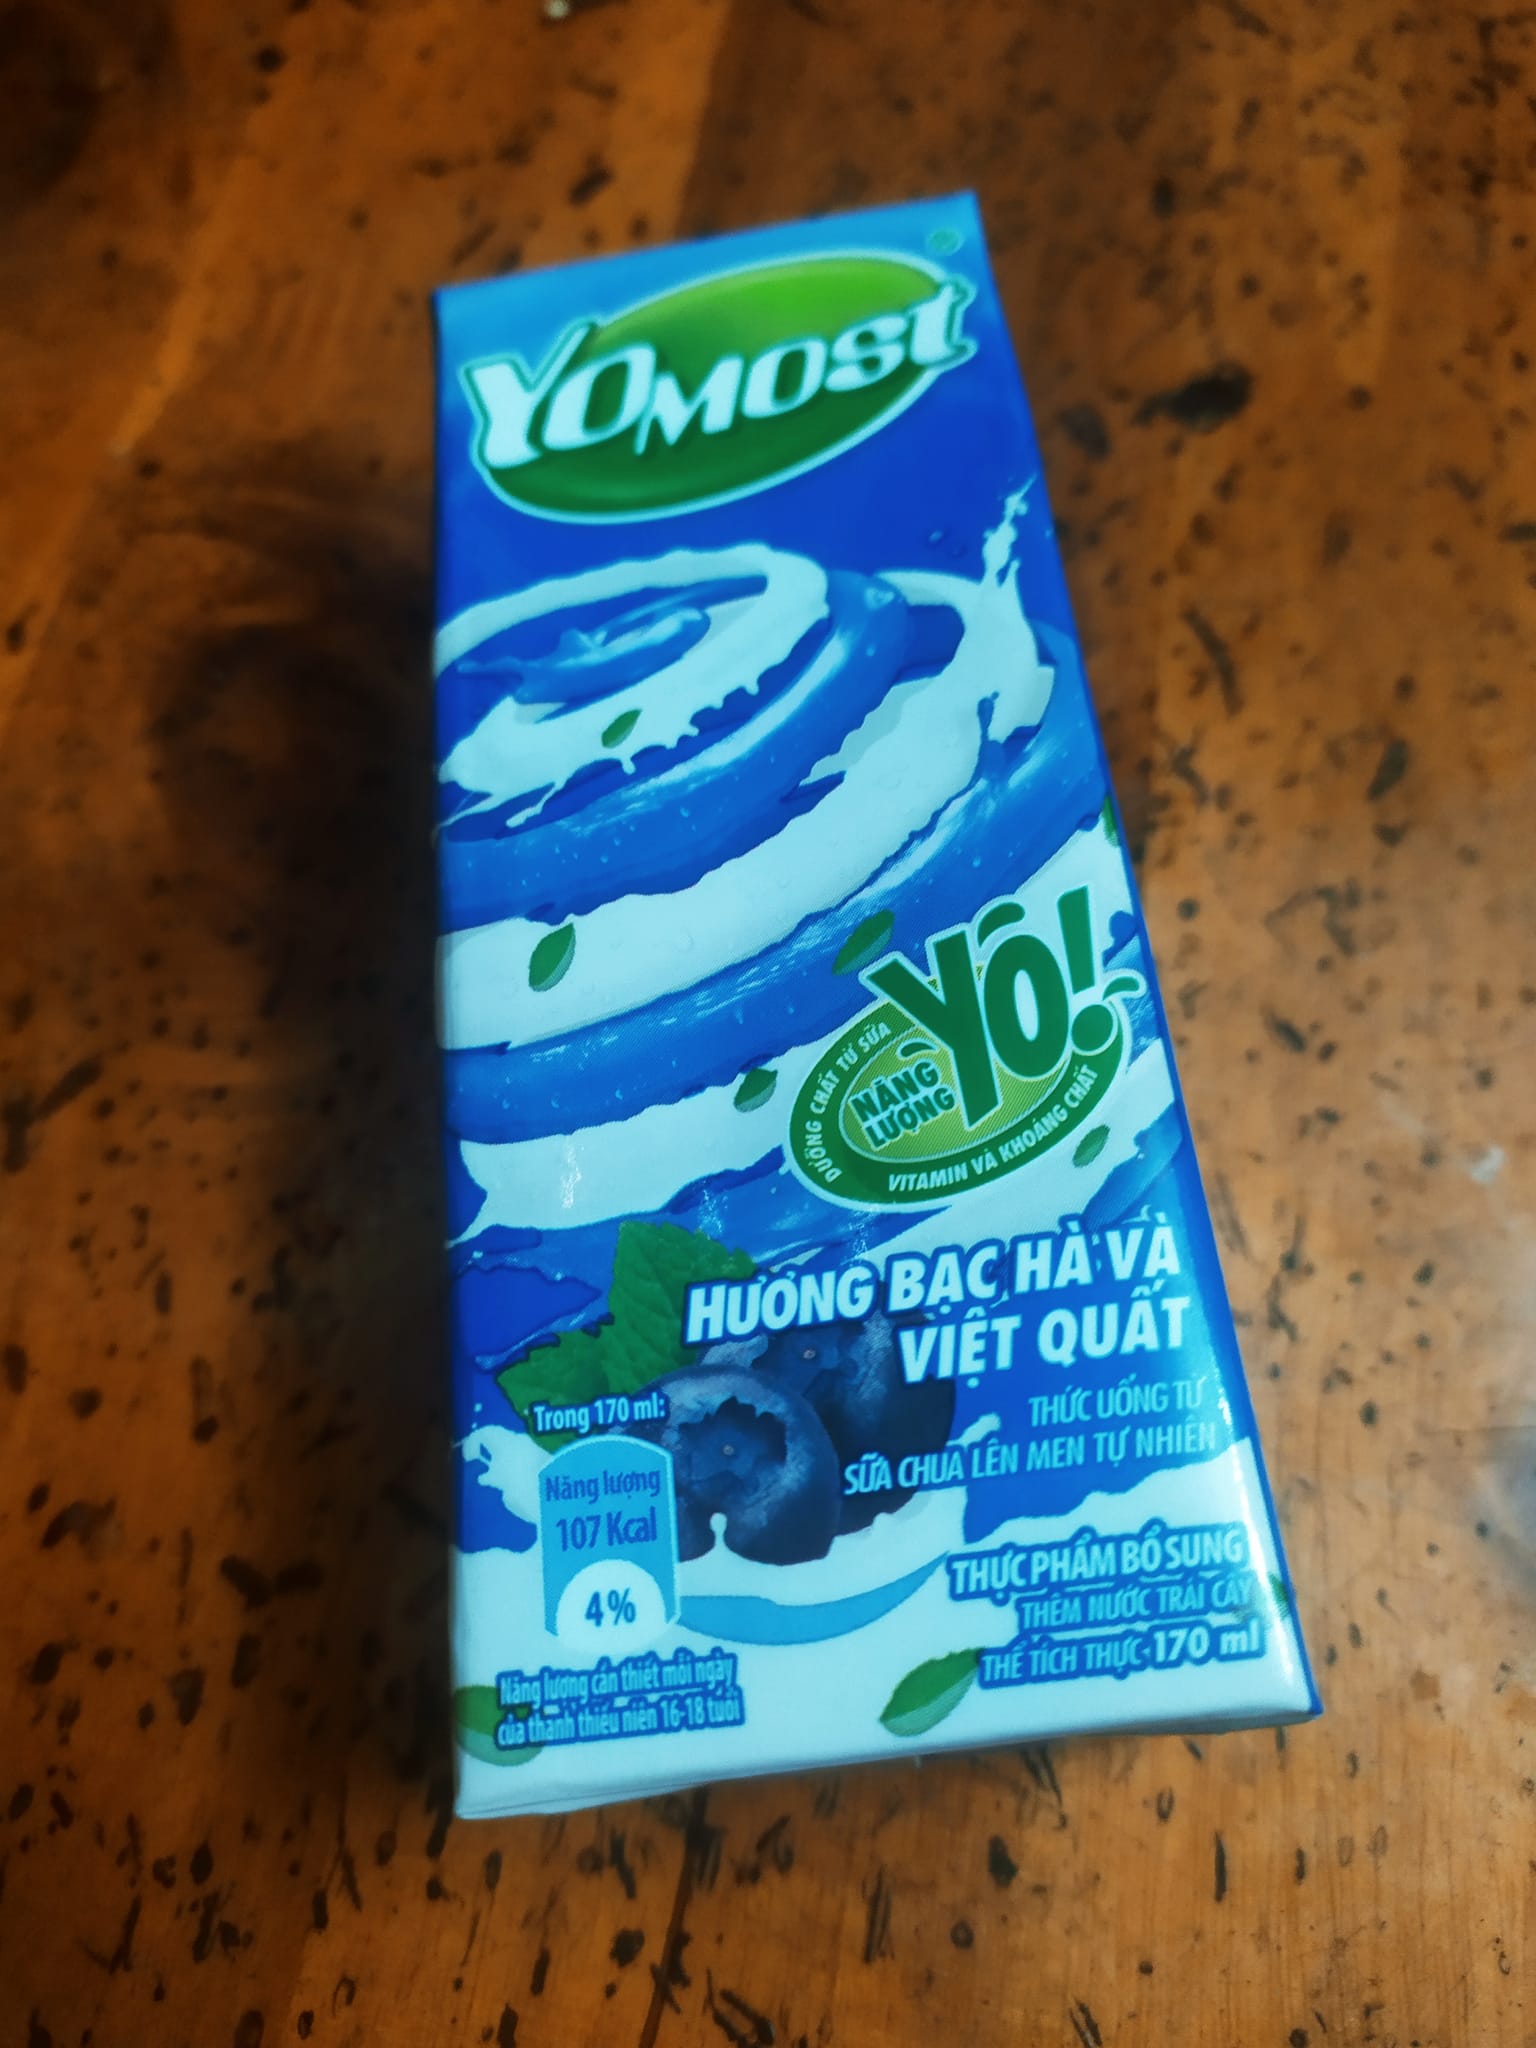 YOMOST
YO!
NĂNG
LƯỢNG
DƯỠNG CHẤT TỪ SỮA
VITAMIN VÀ KHOÁNG CHẤT
HƯƠNG BẠC HÀ VÀ
VIỆT QUẤT
THỨC UỐNG TỪ
SỮA CHUA LÊN MEN TỰ NHIÊN
Trong 170 ml:
Năng lượng
107 Kcal
4%
Năng lượng cần thiết mỗi ngày
của thanh thiếu niên 16-18 tuổi
THỰC PHẨM BỔ SUNG
THÊM NƯỚC TRÁI CÂY
THỂ TÍCH THỰC 170 ml